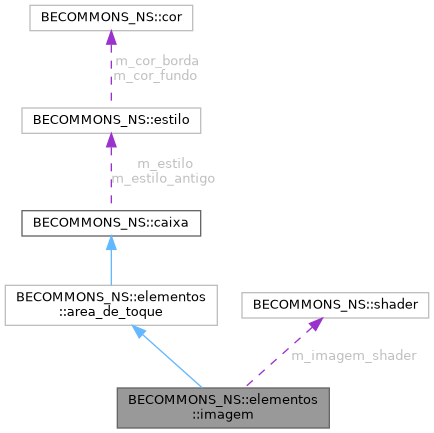 BECOMMONS_NS::cor
m_cor_borda
m_cor_fundo
BECOMMONS_NS::estilo
m_estilo
m_estilo_antigo
BECOMMONS_NS::caixa
BECOMMONS_NS::elementos
::area_de_toque
BECOMMONS_NS::shader
m_imagem_shader
BECOMMONS_NS::elementos
::imagem